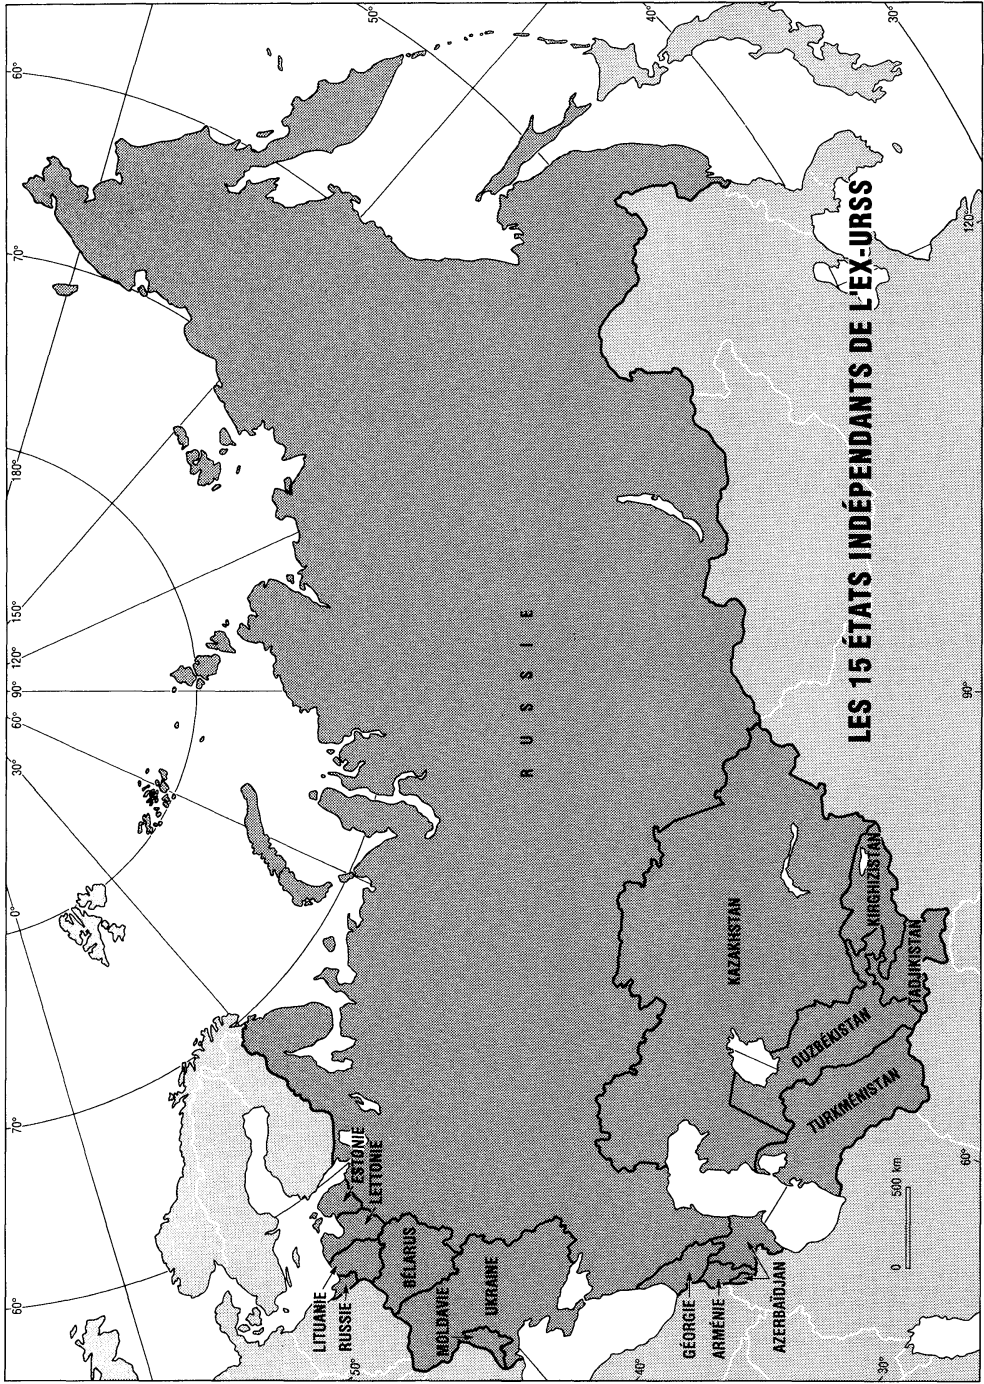 LES 15 ÉTATS INDÉPENDANTS DE L'EX-URSS
RUSSIE
ESTONIE
LETTONIE
LITUANIE
RUSSIE
BÉLARUS
MOLDAVIE
UKRAINE
GÉORGIE
ARMÉNIE
AZERBAÏDJAN
KAZAKHSTAN
OUZBÉKISTAN
TURKMÉNISTAN
KIRGHIZISTAN
TADJIKISTAN
0 500 km
60°
70°
0°
30°
60°
90°
120°
150°
180°
70°
60°
50°
40°
30°
50°
40°
30°
60°
90°
120°